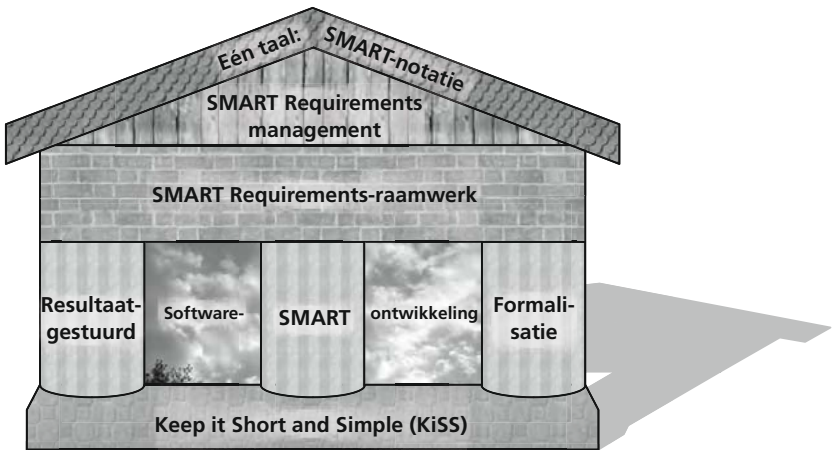 Eén taal: SMART-notatie
SMART Requirements
management
SMART Requirements-raamwerk
Resultaat-
gestuurd
Software-
SMART
ontwikkeling
Formali-
satie
Keep it Short and Simple (KiSS)